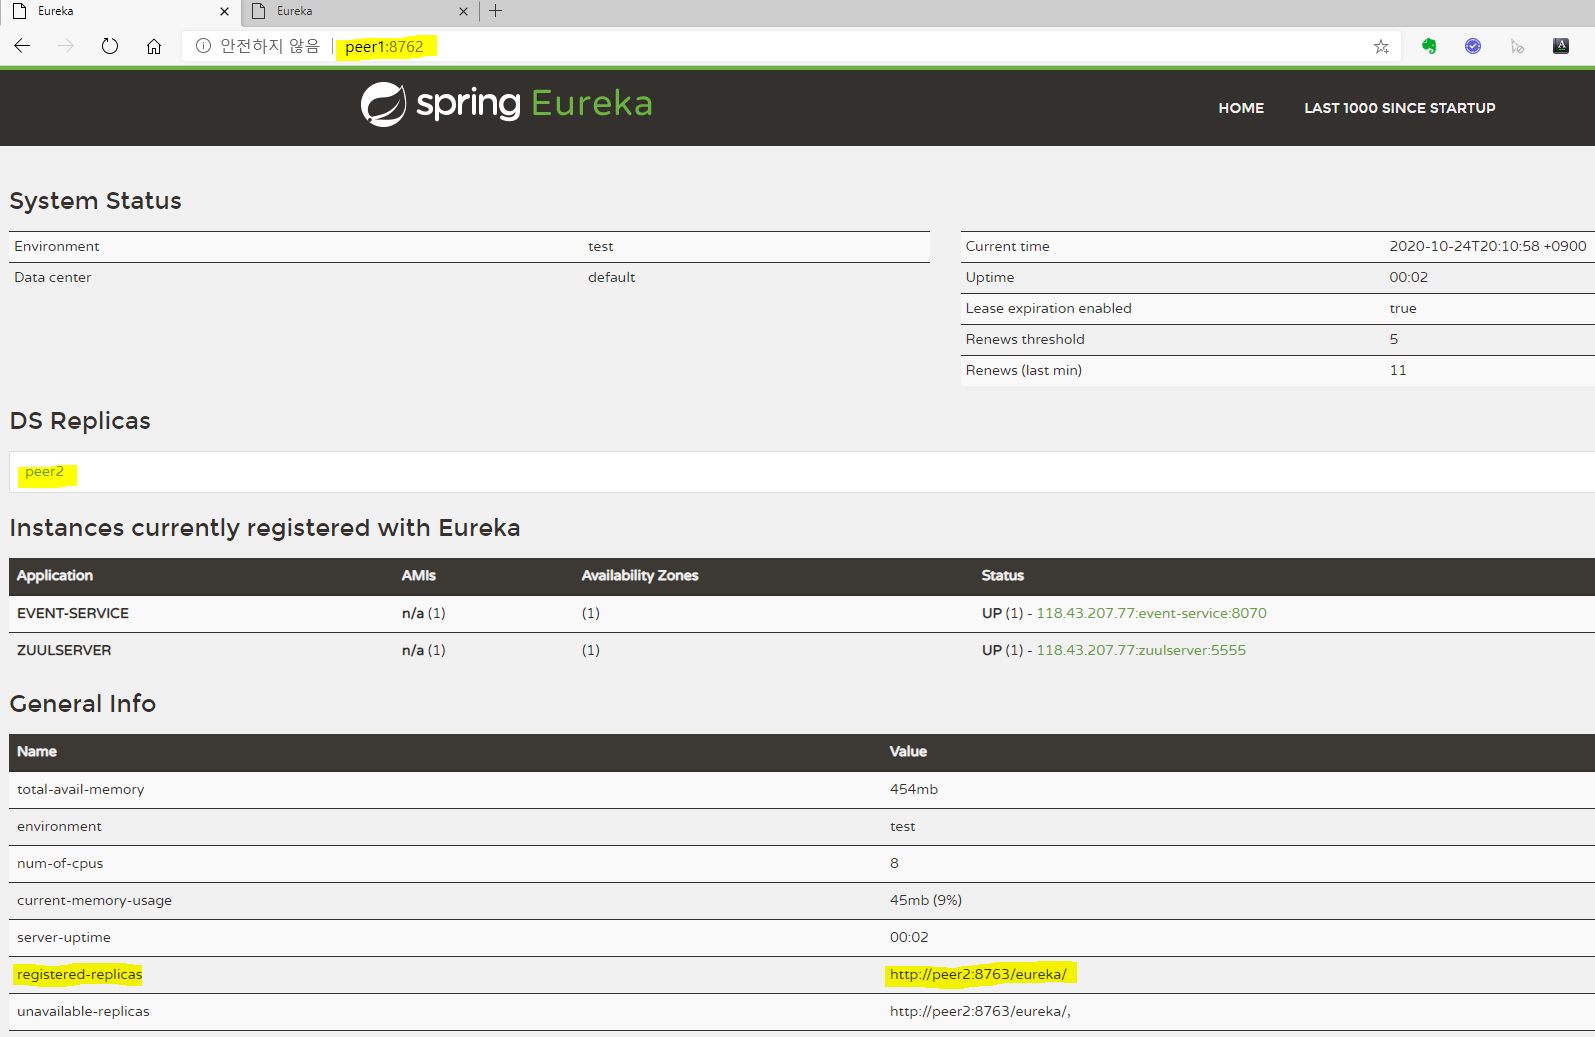 Eureka
Eureka
안전하지 않음 peer1:8762
spring Eureka
HOME LAST 1000 SINCE STARTUP
System Status
Environment test
Data center default
Current time 2020-10-24T20:10:58 +0900
Uptime 00:02
Lease expiration enabled true
Renews threshold 5
Renews (last min) 11
DS Replicas
peer2
Instances currently registered with Eureka
Application AMIs Availability Zones Status
EVENT-SERVICE n/a (1) (1) UP (1) - 118.43.207.77:event-service:8070
ZUULSERVER n/a (1) (1) UP (1) - 118.43.207.77:zuulserver:5555
General Info
Name Value
total-avail-memory 454mb
environment test
num-of-cpus 8
current-memory-usage 45mb (9%)
server-uptime 00:02
registered-replicas http://peer2:8763/eureka/
unavailable-replicas http://peer2:8763/eureka/,